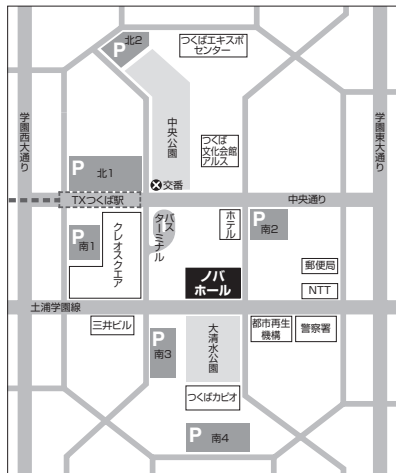 P
北2
つくばエキスポ
センター
学園西大通り
学園東大通り
中央公園
つくば
文化会館
アルス
P
北1
交番
TXつくば駅
中央通り
P
南1
クレオスクエア
バス
ターミナル
ホテル
P
南2
ノバ
ホール
郵便局
NTT
土浦学園線
三井ビル
P
南3
大清水公園
都市再生
機構
警察署
つくばカピオ
P
南4